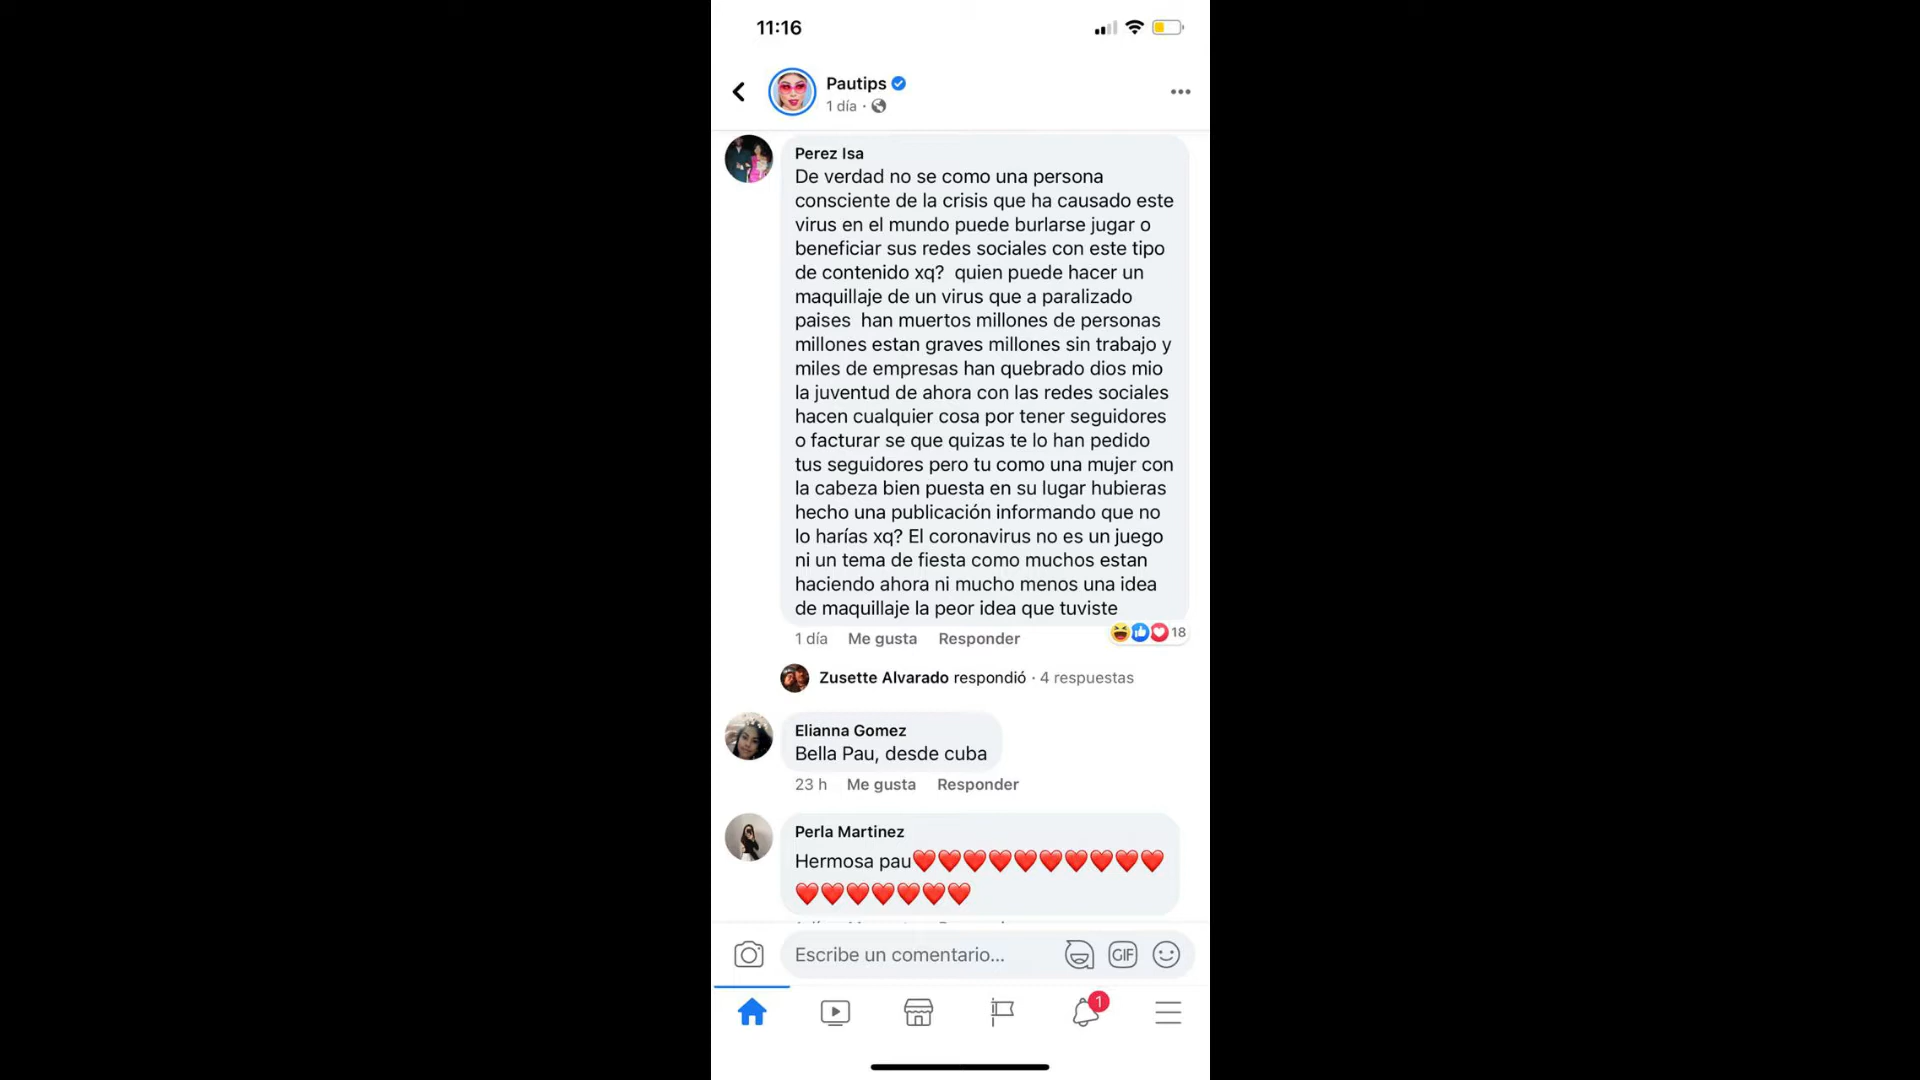 11:16
Pautips
1 día ·
Perez Isa
De verdad no se como una persona
consciente de la crisis que ha causado este
virus en el mundo puede burlarse jugar o
beneficiar sus redes sociales con este tipo
de contenido xq?  quien puede hacer un
maquillaje de un virus que a paralizado
paises  han muertos millones de personas
millones estan graves millones sin trabajo y
miles de empresas han quebrado dios mio
la juventud de ahora con las redes sociales
hacen cualquier cosa por tener seguidores
o facturar se que quizas te lo han pedido
tus seguidores pero tu como una mujer con
la cabeza bien puesta en su lugar hubieras
hecho una publicación informando que no
lo harías xq? El coronavirus no es un juego
ni un tema de fiesta como muchos estan
haciendo ahora ni mucho menos una idea
de maquillaje la peor idea que tuviste
1 día Me gusta Responder 18
Zusette Alvarado respondió · 4 respuestas
Elianna Gomez
Bella Pau, desde cuba
23 h Me gusta Responder
Perla Martinez
Hermosa pau❤️❤️❤️❤️❤️❤️❤️❤️❤️❤️
❤️❤️❤️❤️❤️❤️❤️
Escribe un comentario... GIF
1